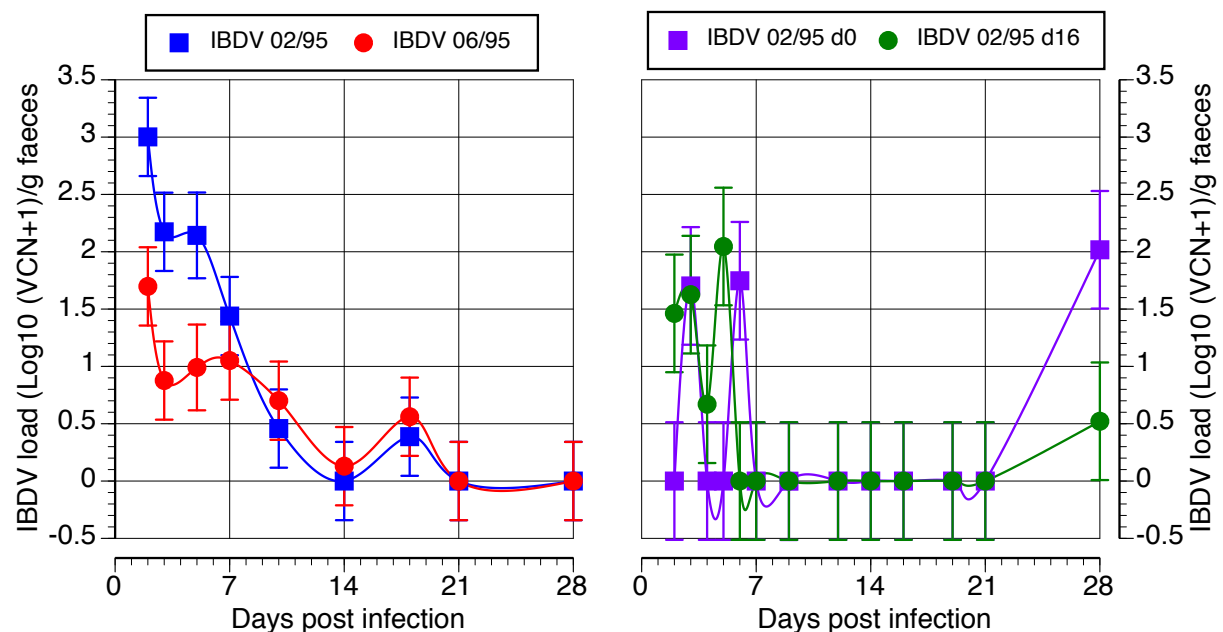 IBDV 02/95 IBDV 06/95
IBDV load (Log10 (VCN+1)/g faeces
3.5
3
2.5
2
1.5
1
0.5
0
-0.5
0 7 14 21 28
Days post infection
IBDV 02/95 d0 IBDV 02/95 d16
3.5
3
2.5
2
1.5
1
0.5
0
-0.5
IBDV load (Log10 (VCN+1)/g faeces
0 7 14 21 28
Days post infection